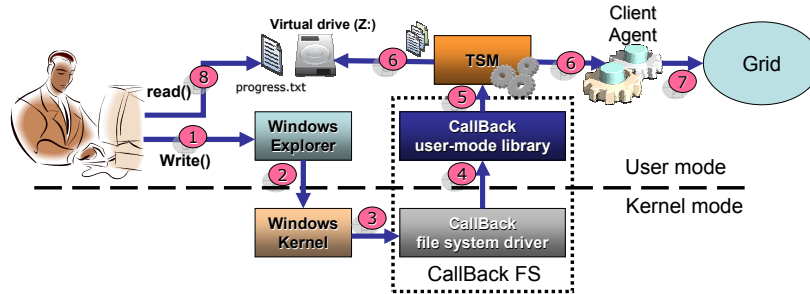 Client
Agent
Virtual drive (Z:)
6
TSM
6
Grid
8
7
read()
progress.txt
5
1
Windows
Explorer
CallBack
user-mode library
Write()
User mode
2
4
Kernel mode
Windows
Kernel
3
CallBack
file system driver
CallBack FS